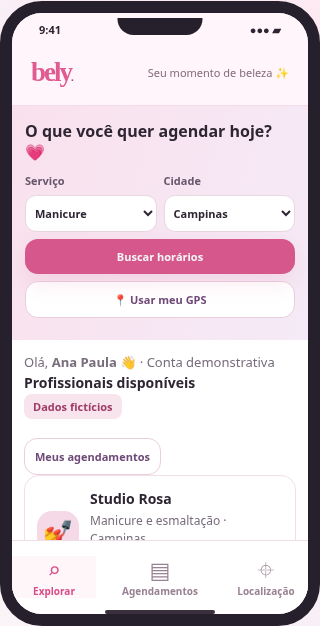 9:41
bely.
Seu momento de beleza ✨
O que você quer agendar hoje?
💗
Serviço
Cidade
Manicure
Campinas
Buscar horários
📍 Usar meu GPS
Olá, Ana Paula 👋 · Conta demonstrativa
Profissionais disponíveis
Dados fictícios
Meus agendamentos
Studio Rosa
Manicure e esmaltação ·
Campinas
Explorar
Agendamentos
Localização